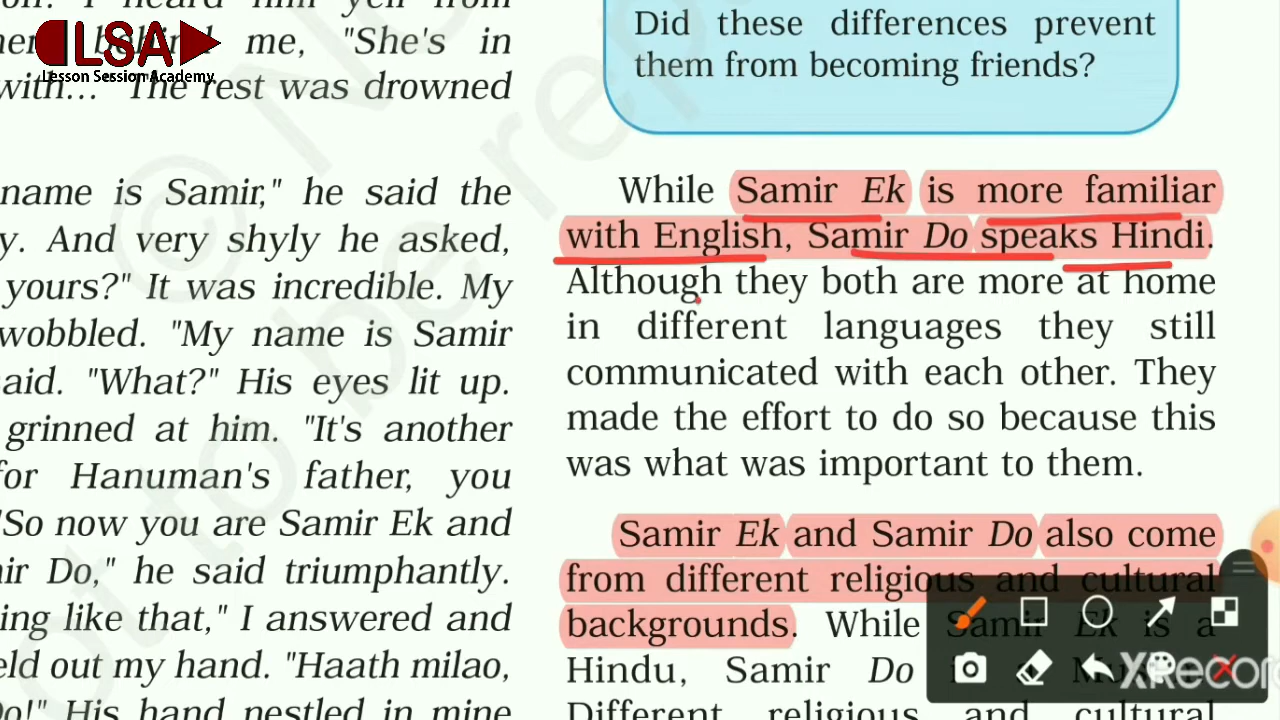 LSA
Lesson Session Academy
me, "She's in
with... The rest was drowned
name is Samir," he said the
y. And very shyly he asked,
yours?" It was incredible. My
wobbled. "My name is Samir
said. "What?" His eyes lit up.
grinned at him. "It's another
for Hanuman's father, you
"So now you are Samir Ek and
ir Do," he said triumphantly.
ing like that," I answered and
eld out my hand. "Haath milao,
Do!" His hand nestled in mine
Did these differences prevent
them from becoming friends?
While Samir Ek is more familiar
with English, Samir Do speaks Hindi.
Although they both are more at home
in different languages they still
communicated with each other. They
made the effort to do so because this
was what was important to them.
Samir Ek and Samir Do also come
from different religious and cultural
backgrounds. While Samir Ek is a
Hindu, Samir Do
Different religious and cultural
XRecor